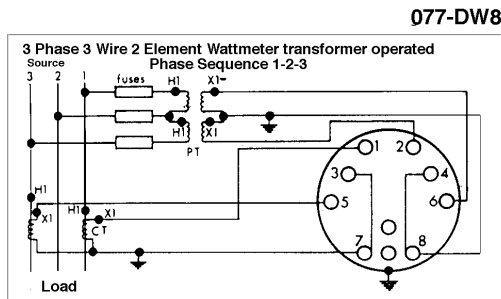 077-DW8
3 Phase 3 Wire 2 Element Wattmeter transformer operated
Phase Sequence 1-2-3
Source
3 2 1 fuses H1 X1-
H1 X1
PT
1 2
3 4
H1 5 6
X1 H1 X1
CT
7 8
Load